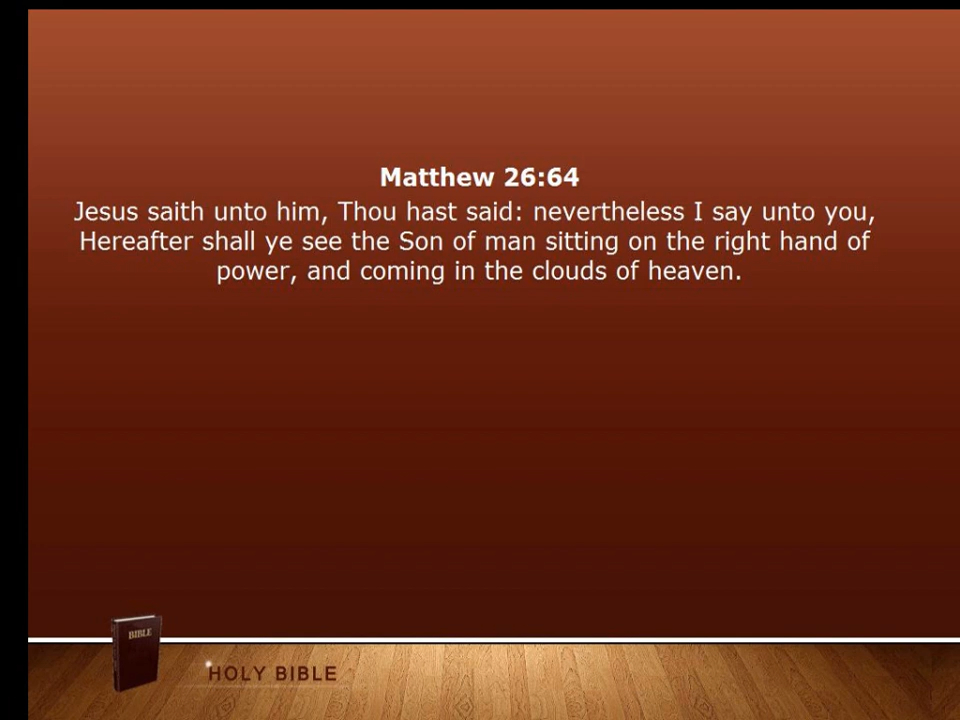 Matthew 26:64
Jesus saith unto him, Thou hast said: nevertheless I say unto you,
Hereafter shall ye see the Son of man sitting on the right hand of
power, and coming in the clouds of heaven.
BIBLE
HOLY BIBLE